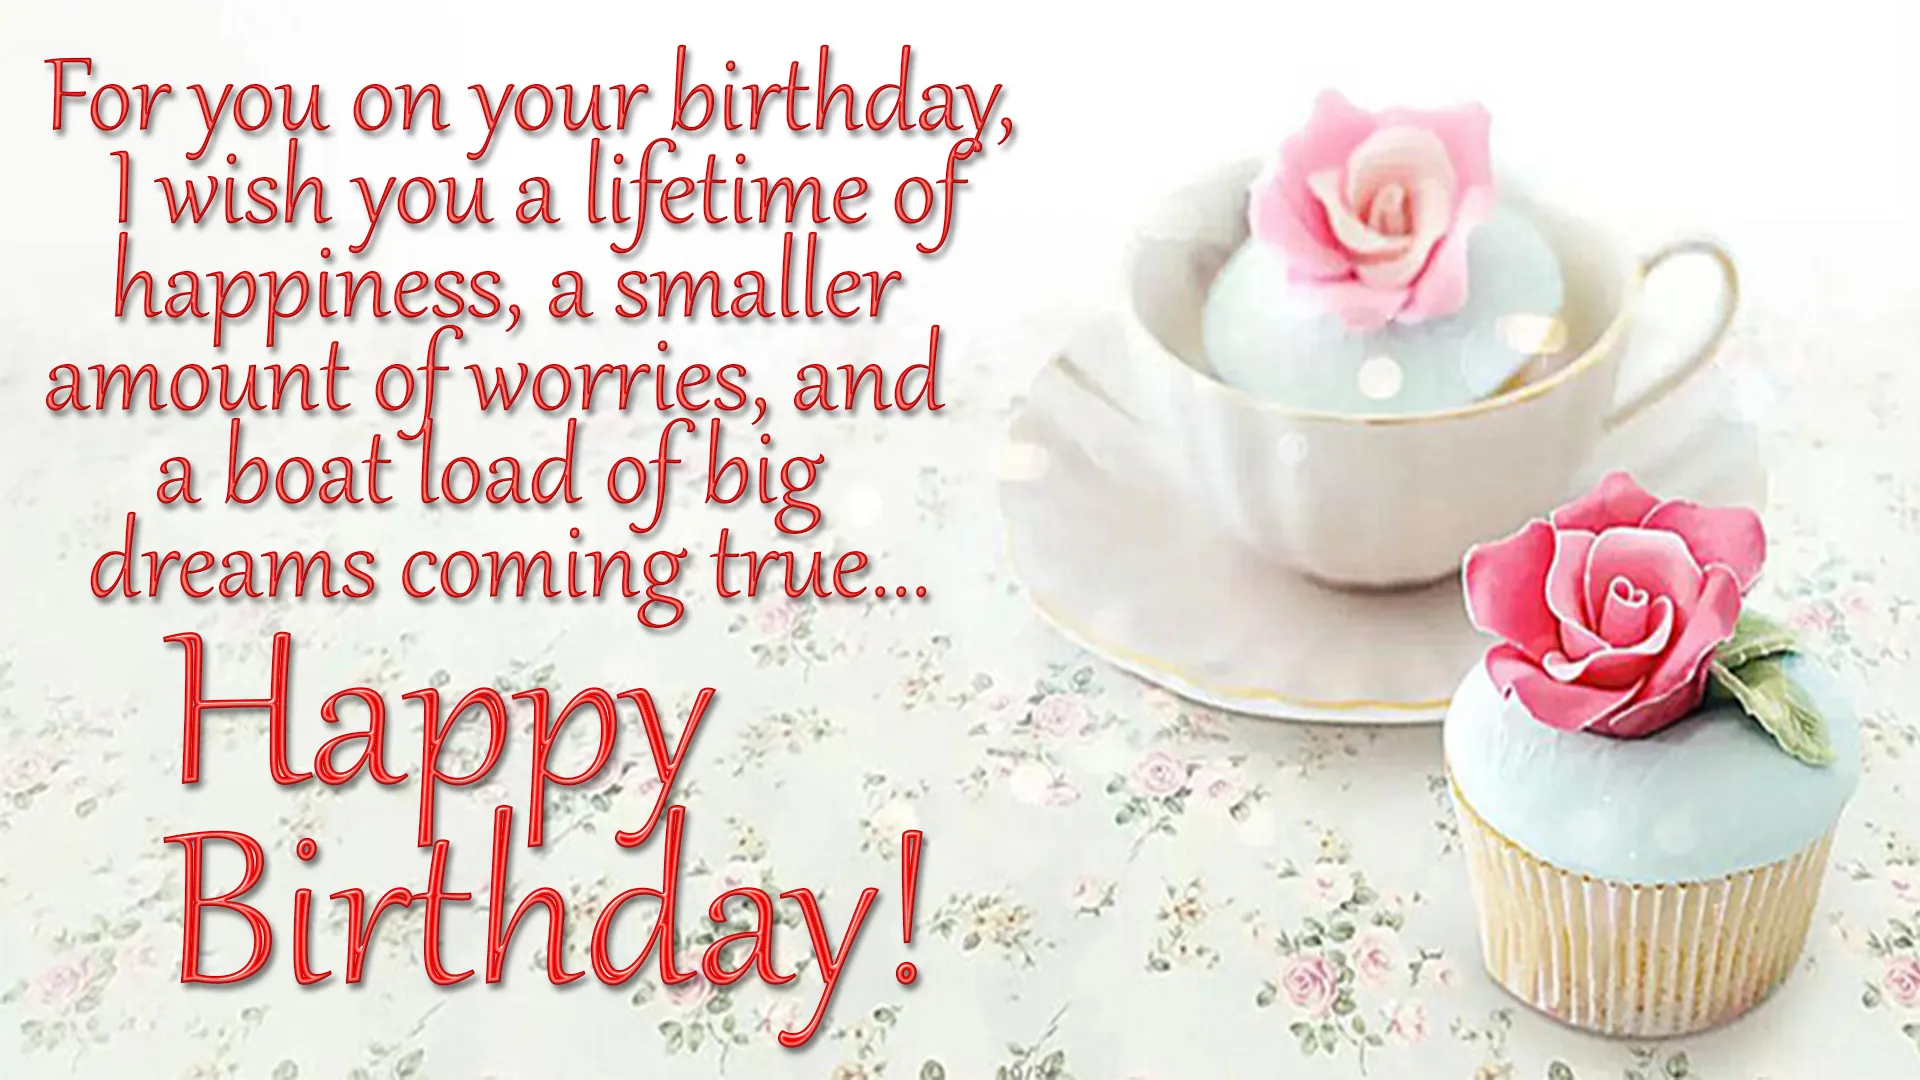 For you on your birthday,
I wish you a lifetime of
happiness, a smaller
amount of worries, and
a boat load of big
dreams coming true...
Happy
Birthday!